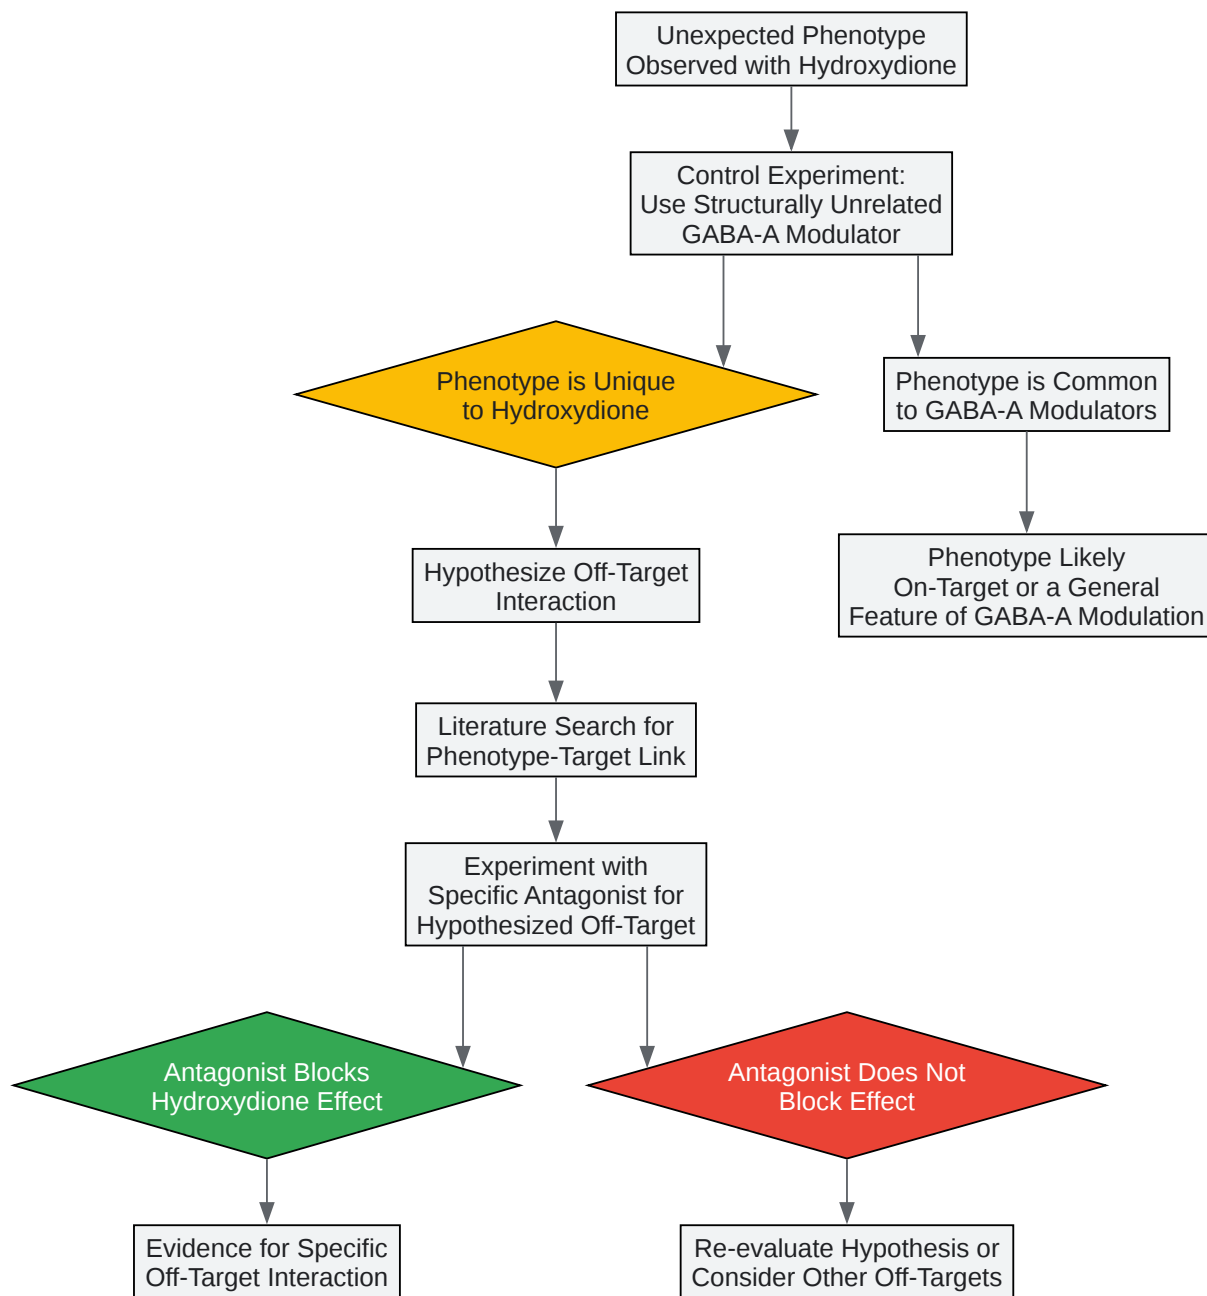 Unexpected Phenotype
Observed with Hydroxydione
Control Experiment:
Use Structurally Unrelated
GABA-A Modulator
Phenotype is Unique
to Hydroxydione
Phenotype is Common
to GABA-A Modulators
Hypothesize Off-Target
Interaction
Phenotype Likely
On-Target or a General
Feature of GABA-A Modulation
Literature Search for
Phenotype-Target Link
Experiment with
Specific Antagonist for
Hypothesized Off-Target
Antagonist Blocks
Hydroxydione Effect
Antagonist Does Not
Block Effect
Evidence for Specific
Off-Target Interaction
Re-evaluate Hypothesis or
Consider Other Off-Targets